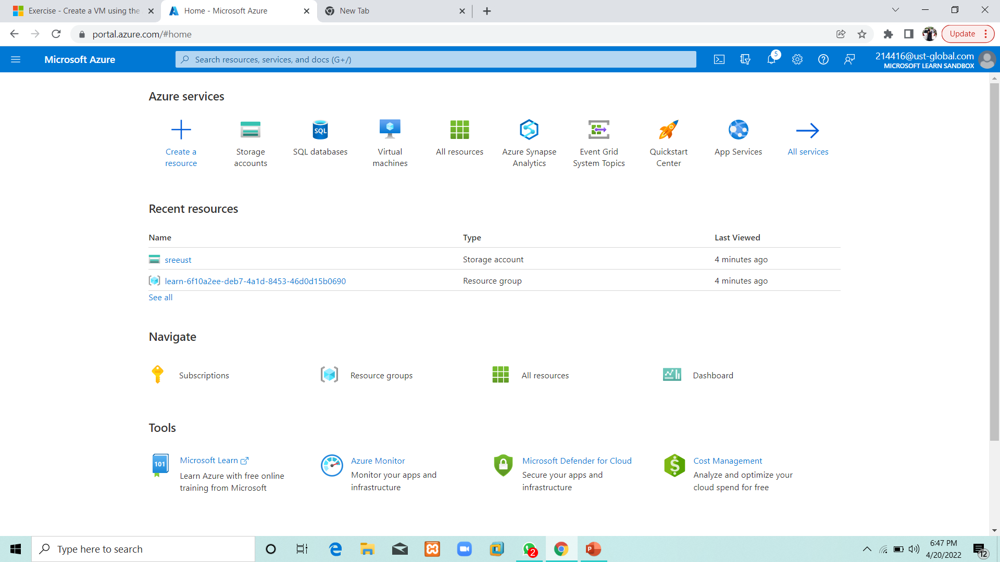 Exercise - Create a VM using the
Home - Microsoft Azure
New Tab
portal.azure.com/#home
Update
Microsoft Azure
Search resources, services, and docs (G+/)
5
214416@ust-global.com
MICROSOFT LEARN SANDBOX
Azure services
Create a
resource
Storage
accounts
SQL
SQL databases
Virtual
machines
All resources
Azure Synapse
Analytics
Event Grid
System Topics
Quickstart
Center
App Services
All services
Recent resources
Name Type Last Viewed
sreeust Storage account 4 minutes ago
learn-6f10a2ee-deb7-4a1d-8453-46d0d15b0690 Resource group 4 minutes ago
See all
Navigate
Subscriptions
Resource groups
All resources
Dashboard
Tools
101
Microsoft Learn
Learn Azure with free online
training from Microsoft
Azure Monitor
Monitor your apps and
infrastructure
Microsoft Defender for Cloud
Secure your apps and
infrastructure
$
Cost Management
Analyze and optimize your
cloud spend for free
Type here to search
2
P
6:47 PM
4/20/2022
12